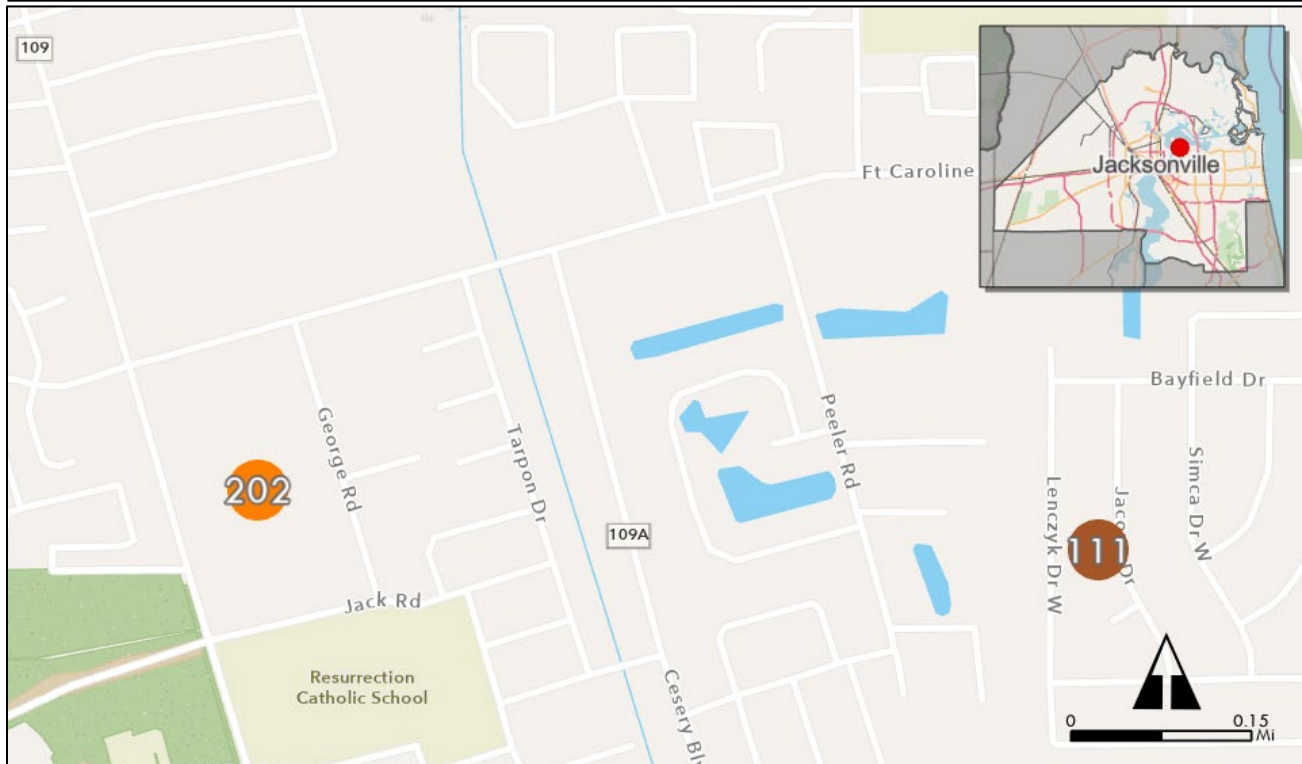 109
Ft Caroline
Jacksonville
Bayfield Dr
George Rd
Tarpon Dr
Peeler Rd
Simca Dr W
Lenczyk Dr W
202
109A
111
Jack Rd
Resurrection
Catholic School
Cesery
0
0.15
Mi